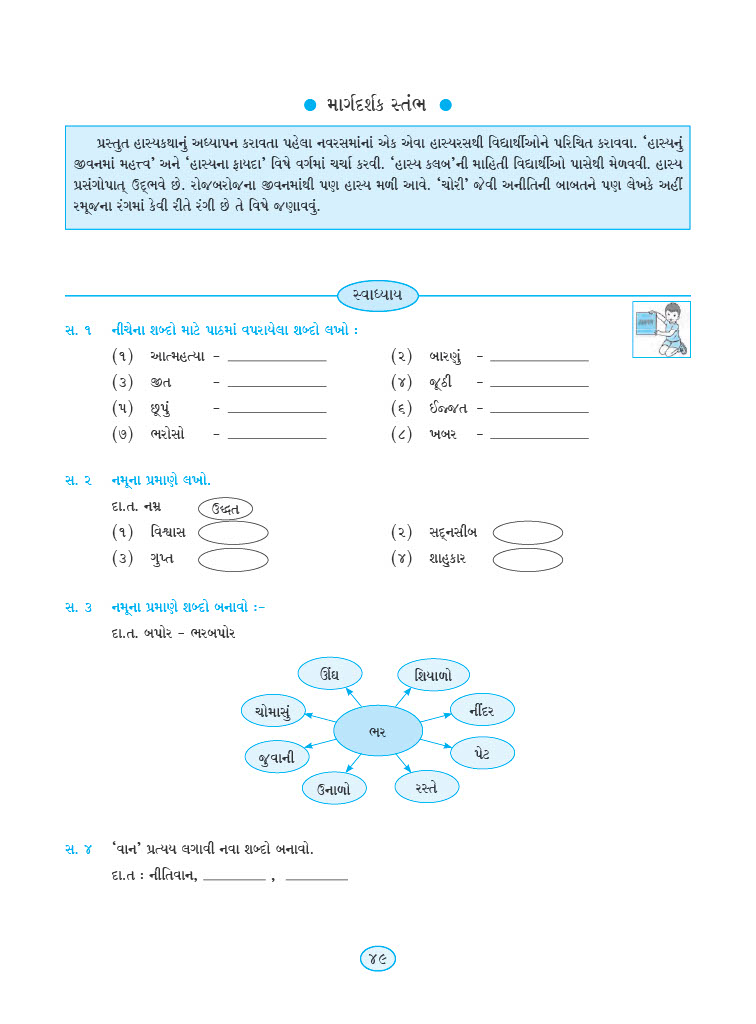 ● માર્ગદર્શક સ્તંભ ●
પ્રસ્તુત હાસ્યકથાનું અધ્યાપન કરાવતા પહેલા નવરસમાંનાં એક એવા હાસ્યરસથી વિદ્યાર્થીઓને પરિચિત કરાવવા. ‘હાસ્યનું
જીવનમાં મહત્ત્વ’ અને ‘હાસ્યના ફાયદા’ વિષે વર્ગમાં ચર્ચા કરવી. ‘હાસ્ય કલબ’ની માહિતી વિદ્યાર્થીઓ પાસેથી મેળવવી. હાસ્ય
પ્રસંગોપાત્ ઉદ્ભવે છે. રોજબરોજના જીવનમાંથી પણ હાસ્ય મળી આવે. ‘ચોરી’ જેવી અનીતિની બાબતને પણ લેખકે અહીં
રમૂજના રંગમાં કેવી રીતે રંગી છે તે વિષે જણાવવું.
સ્વાધ્યાય
સ. ૧ નીચેના શબ્દો માટે પાઠમાં વપરાયેલા શબ્દો લખો :
(૧) આત્મહત્યા – ____________ (૨) બારણું – ____________
(૩) જીત – ____________ (૪) જૂઠી – ____________
(૫) છૂપું – ____________ (૬) ઈજ્જત – ____________
(૭) ભરોસો – ____________ (૮) ખબર – ____________
સ. ૨ નમૂના પ્રમાણે લખો.
દા.ત. નમ્ર ઉદ્ધત
(૧) વિશ્વાસ (૨) સદ્નસીબ
(૩) ગુપ્ત (૪) શાહુકાર
સ. ૩ નમૂના પ્રમાણે શબ્દો બનાવો :–
દા.ત. બપોર – ભરબપોર
ઊંઘ શિયાળો
ચોમાસું નીંદર
ભર
જુવાની પેટ
ઉનાળો રસ્તે
સ. ૪ ‘વાન’ પ્રત્યય લગાવી નવા શબ્દો બનાવો.
દા.ત : નીતિવાન, ________ , ________
૪૯